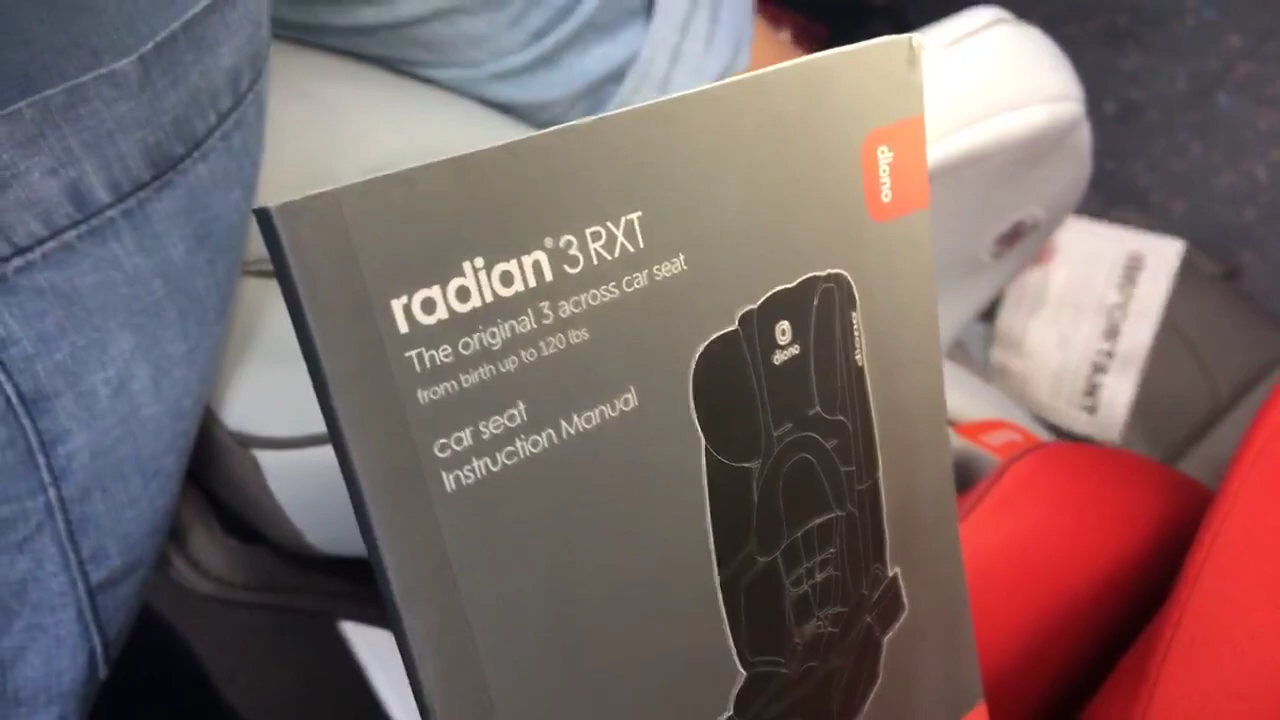 radian® 3 RXT
The original 3 across car seat
from birth up to 120 lbs
car seat
Instruction Manual
diono
diono
diono
IMPORTANT